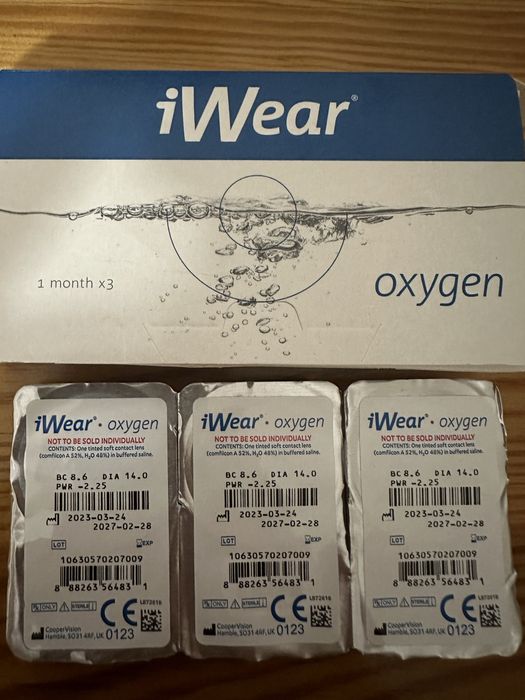 iWear®
1 month x3
oxygen
iWear® • oxygen
NOT TO BE SOLD INDIVIDUALLY
CONTENTS: One tinted soft contact lens
(comfilcon A 52%, H₂O 48%) in buffered saline.
BC 8.6 DIA 14.0
PWR -2.25
2023-03-24
2027-02-28
LOT
EXP
10630570207009
8 88263 56483 1
℞ ONLY
STERILE
LB72616
CE
0123
CooperVision
Hamble, SO31 4RF, UK
iWear® • oxygen
NOT TO BE SOLD INDIVIDUALLY
CONTENTS: One tinted soft contact lens
(comfilcon A 52%, H₂O 48%) in buffered saline.
BC 8.6 DIA 14.0
PWR -2.25
2023-03-24
2027-02-28
LOT
EXP
10630570207009
8 88263 56483 1
℞ ONLY
STERILE
LB72616
CE
0123
CooperVision
Hamble, SO31 4RF, UK
iWear® • oxygen
NOT TO BE SOLD INDIVIDUALLY
CONTENTS: One tinted soft contact lens
(comfilcon A 52%, H₂O 48%) in buffered saline.
BC 8.6 DIA 14.0
PWR -2.25
2023-03-24
2027-02-28
LOT
EXP
10630570207009
8 88263 56483 1
℞ ONLY
STERILE
LB72616
CE
0123
CooperVision
Hamble, SO31 4RF, UK